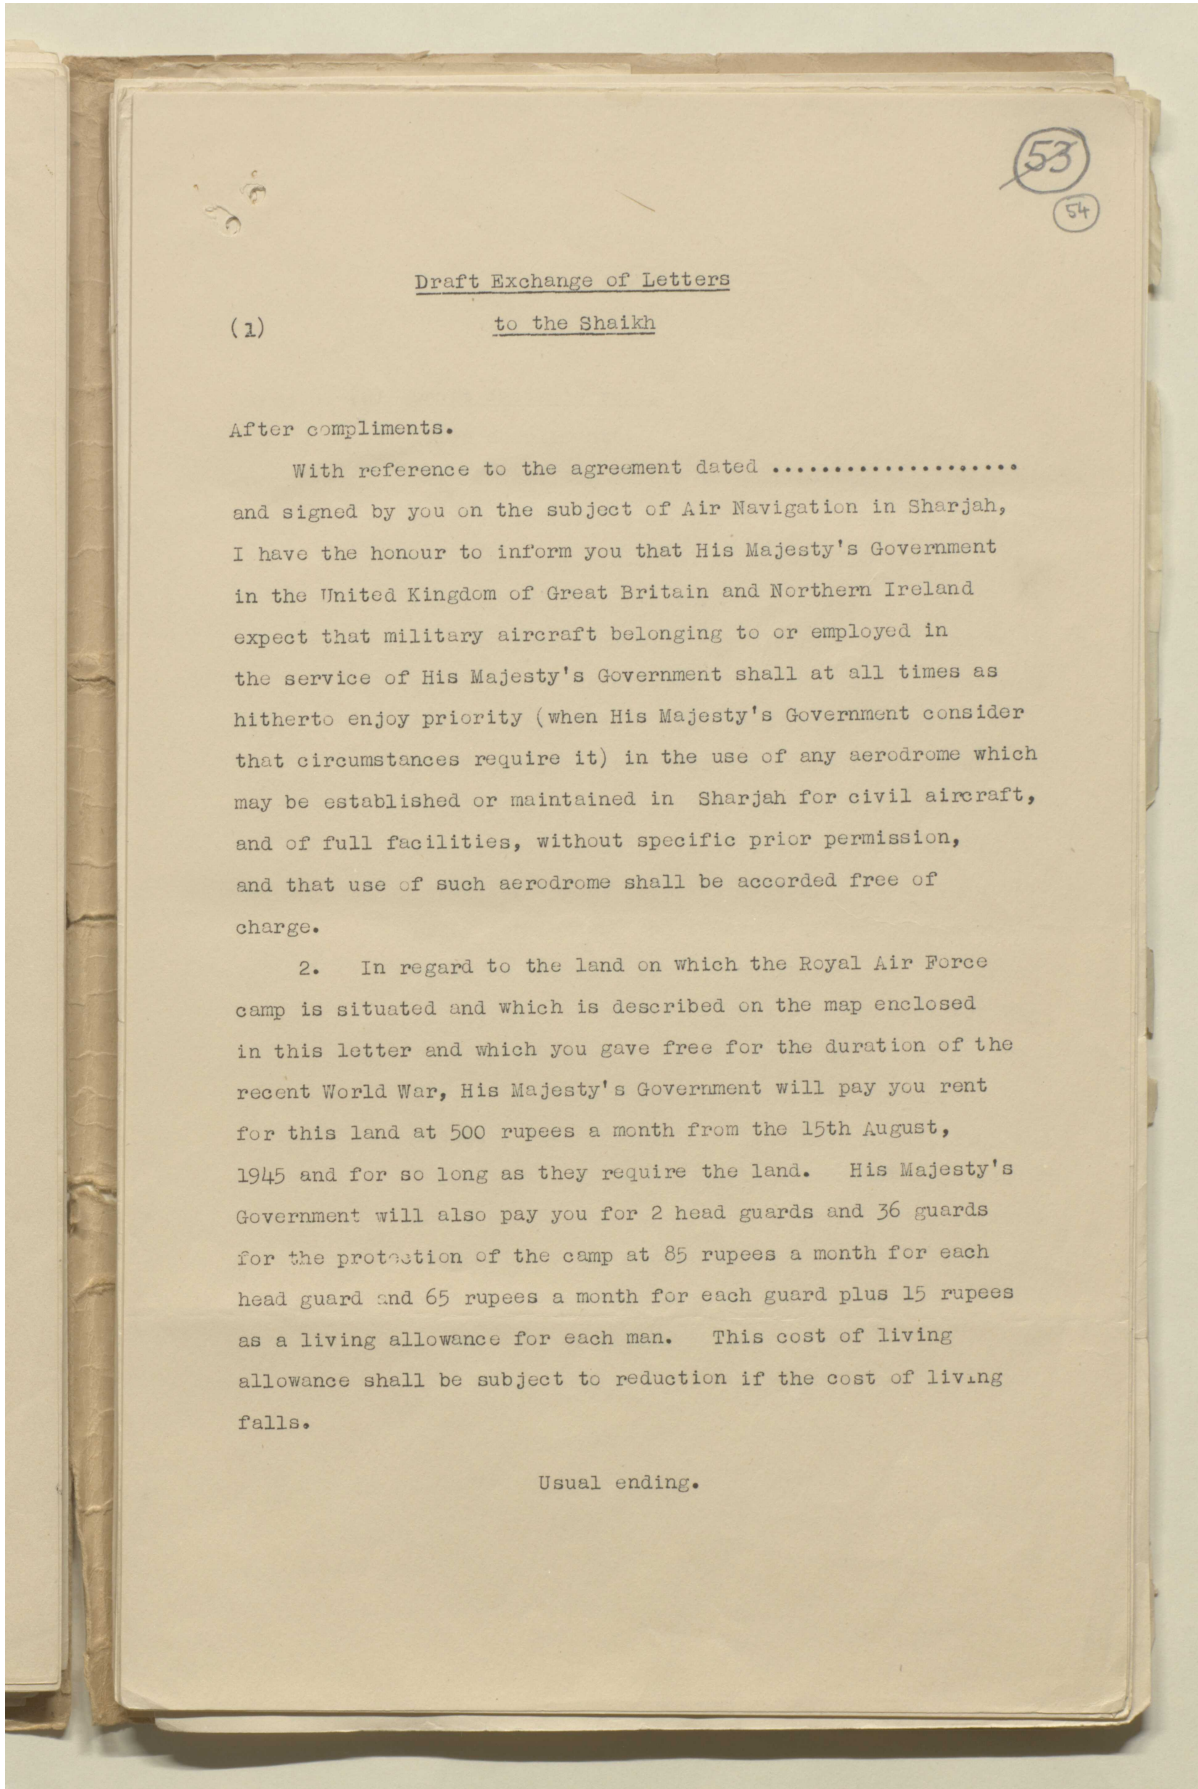 53
54
Draft Exchange of Letters
(1) to the Shaikh
After compliments.
With reference to the agreement dated ....................
and signed by you on the subject of Air Navigation in Sharjah,
I have the honour to inform you that His Majesty's Government
in the United Kingdom of Great Britain and Northern Ireland
expect that military aircraft belonging to or employed in
the service of His Majesty's Government shall at all times as
hitherto enjoy priority (when His Majesty's Government consider
that circumstances require it) in the use of any aerodrome which
may be established or maintained in Sharjah for civil aircraft,
and of full facilities, without specific prior permission,
and that use of such aerodrome shall be accorded free of
charge.
2. In regard to the land on which the Royal Air Force
camp is situated and which is described on the map enclosed
in this letter and which you gave free for the duration of the
recent World War, His Majesty's Government will pay you rent
for this land at 500 rupees a month from the 15th August,
1945 and for so long as they require the land. His Majesty's
Government will also pay you for 2 head guards and 36 guards
for the protection of the camp at 85 rupees a month for each
head guard and 65 rupees a month for each guard plus 15 rupees
as a living allowance for each man. This cost of living
allowance shall be subject to reduction if the cost of living
falls.
Usual ending.